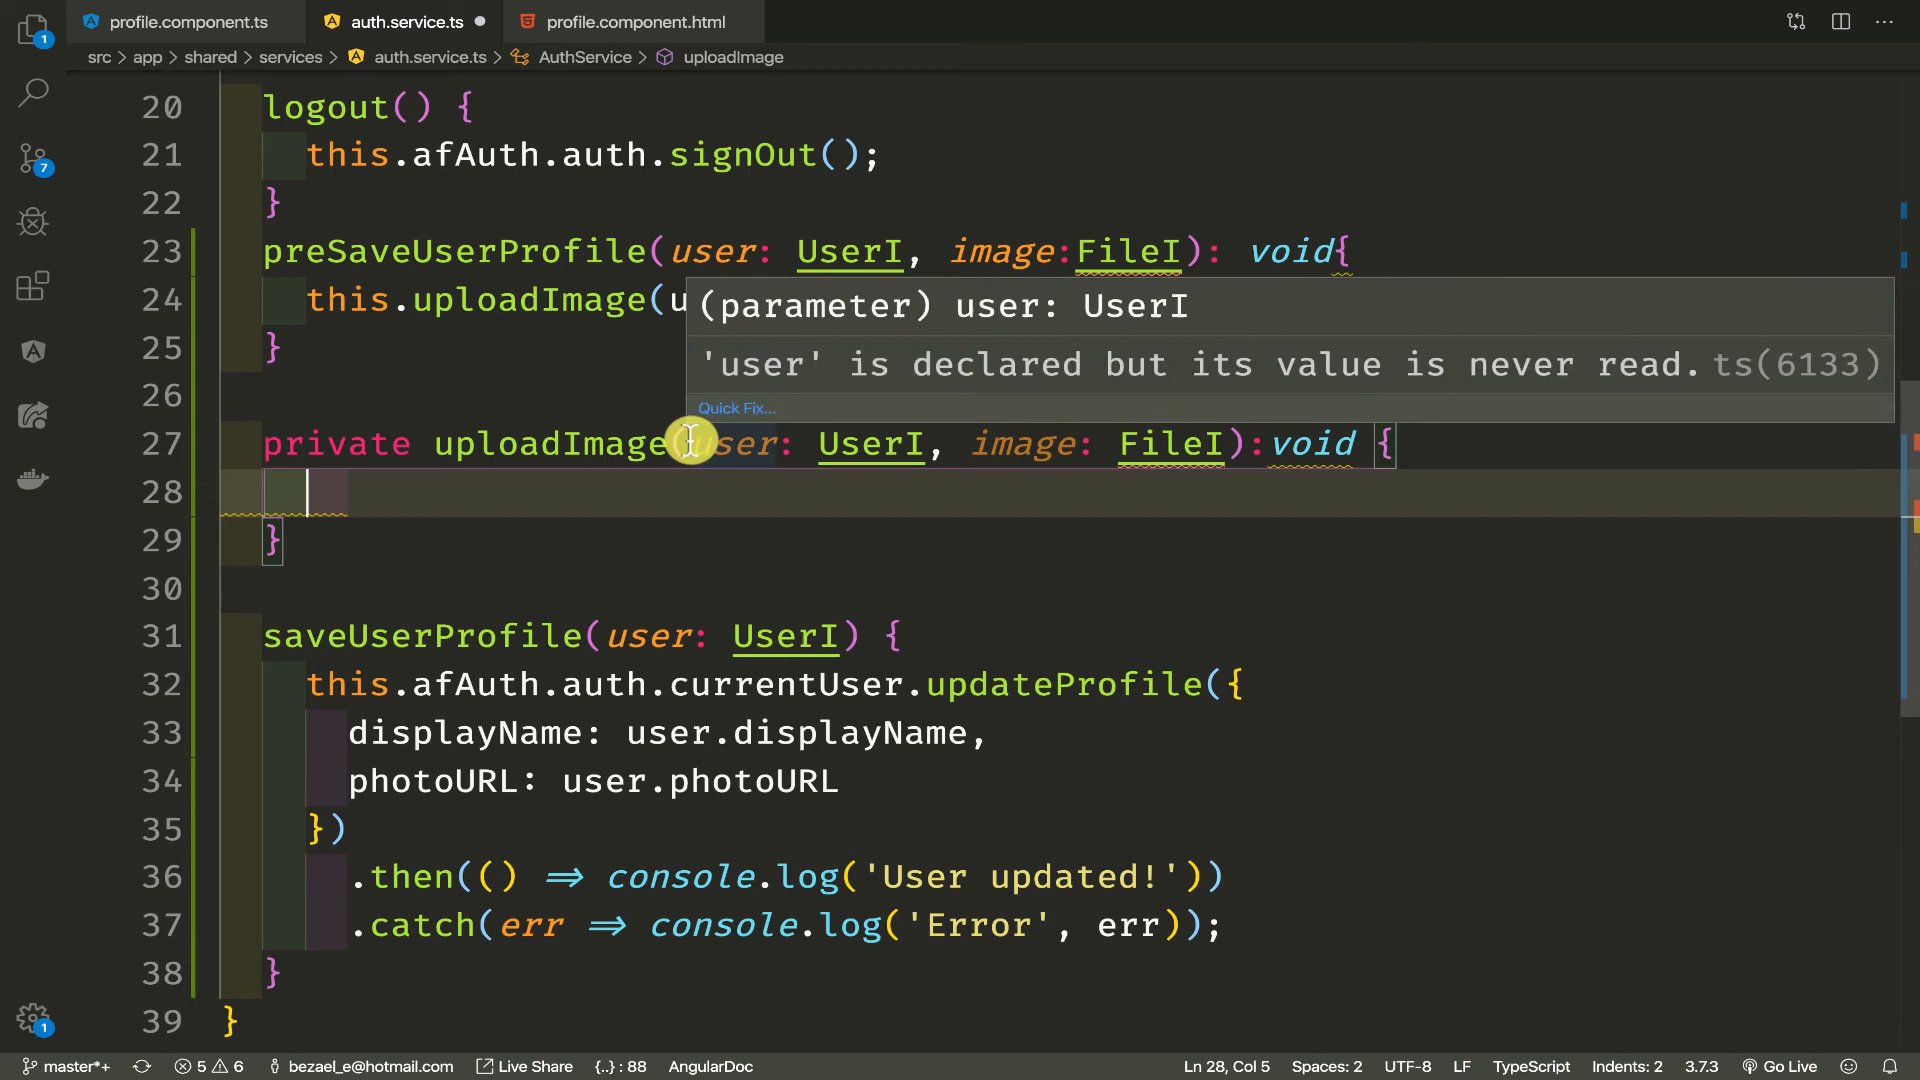 profile.component.ts
auth.service.ts
profile.component.html
src > app > shared > services > auth.service.ts > AuthService > uploadImage
20 logout() {
21 this.afAuth.auth.signOut();
22 }
23 preSaveUserProfile(user: UserI, image:FileI): void{
24 this.uploadImage(u
(parameter) user: UserI
25 }
'user' is declared but its value is never read. ts(6133)
26
Quick Fix...
27 private uploadImage(user: UserI, image: FileI):void {
28
29 }
30
31 saveUserProfile(user: UserI) {
32 this.afAuth.auth.currentUser.updateProfile({
33 displayName: user.displayName,
34 photoURL: user.photoURL
35 })
36 .then(() => console.log('User updated!'))
37 .catch(err => console.log('Error', err));
38 }
39 }
1
7
1
master*+ 5 6 bezael_e@hotmail.com Live Share {..} : 88 AngularDoc Ln 28, Col 5 Spaces: 2 UTF-8 LF TypeScript Indents: 2 3.7.3 Go Live